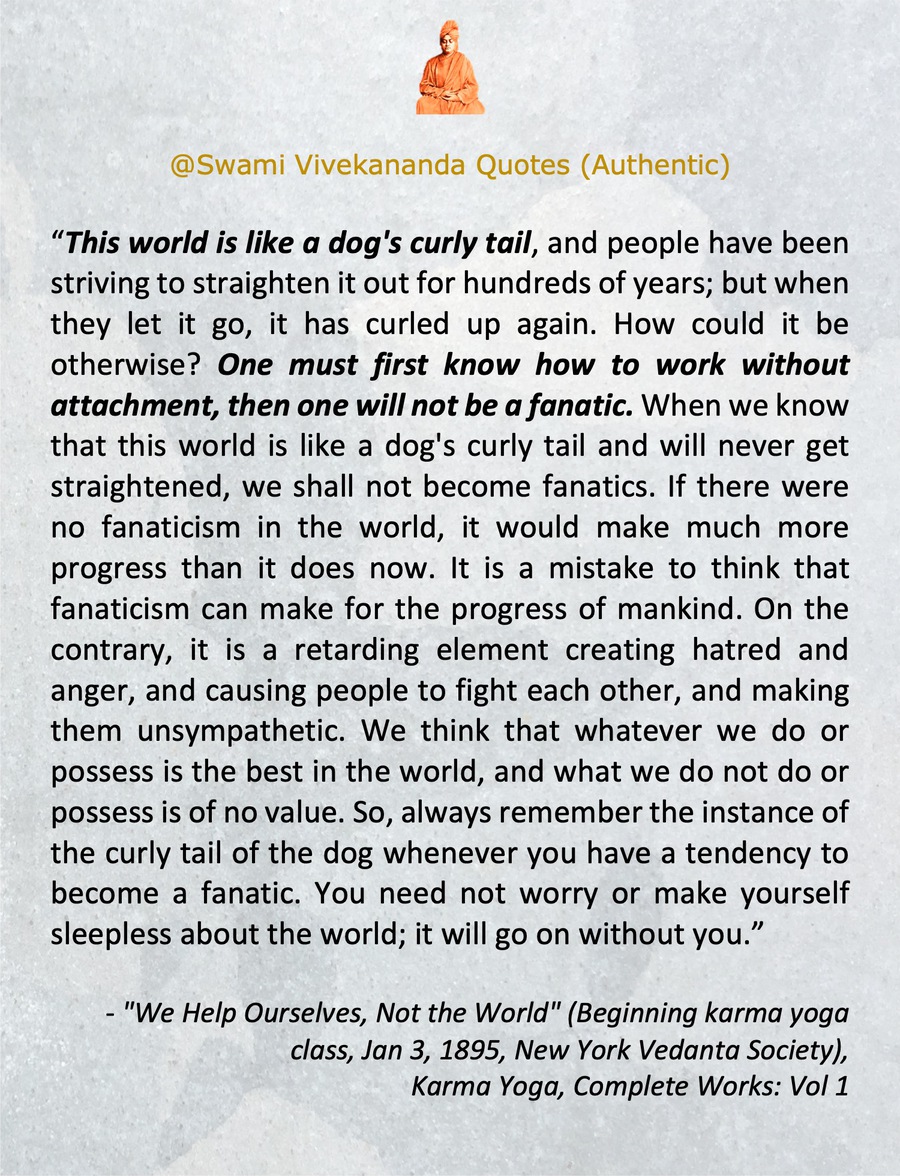 @Swami Vivekananda Quotes (Authentic)
“This world is like a dog's curly tail, and people have been
striving to straighten it out for hundreds of years; but when
they let it go, it has curled up again. How could it be
otherwise? One must first know how to work without
attachment, then one will not be a fanatic. When we know
that this world is like a dog's curly tail and will never get
straightened, we shall not become fanatics. If there were
no fanaticism in the world, it would make much more
progress than it does now. It is a mistake to think that
fanaticism can make for the progress of mankind. On the
contrary, it is a retarding element creating hatred and
anger, and causing people to fight each other, and making
them unsympathetic. We think that whatever we do or
possess is the best in the world, and what we do not do or
possess is of no value. So, always remember the instance of
the curly tail of the dog whenever you have a tendency to
become a fanatic. You need not worry or make yourself
sleepless about the world; it will go on without you.”
- "We Help Ourselves, Not the World" (Beginning karma yoga
class, Jan 3, 1895, New York Vedanta Society),
Karma Yoga, Complete Works: Vol 1